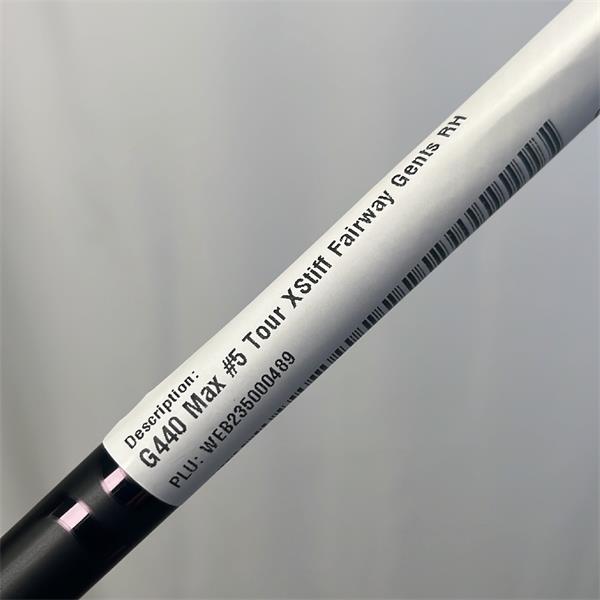 Description:
G440 Max #5 Tour XStiff Fairway Gents RH
PLU: WEB235000489